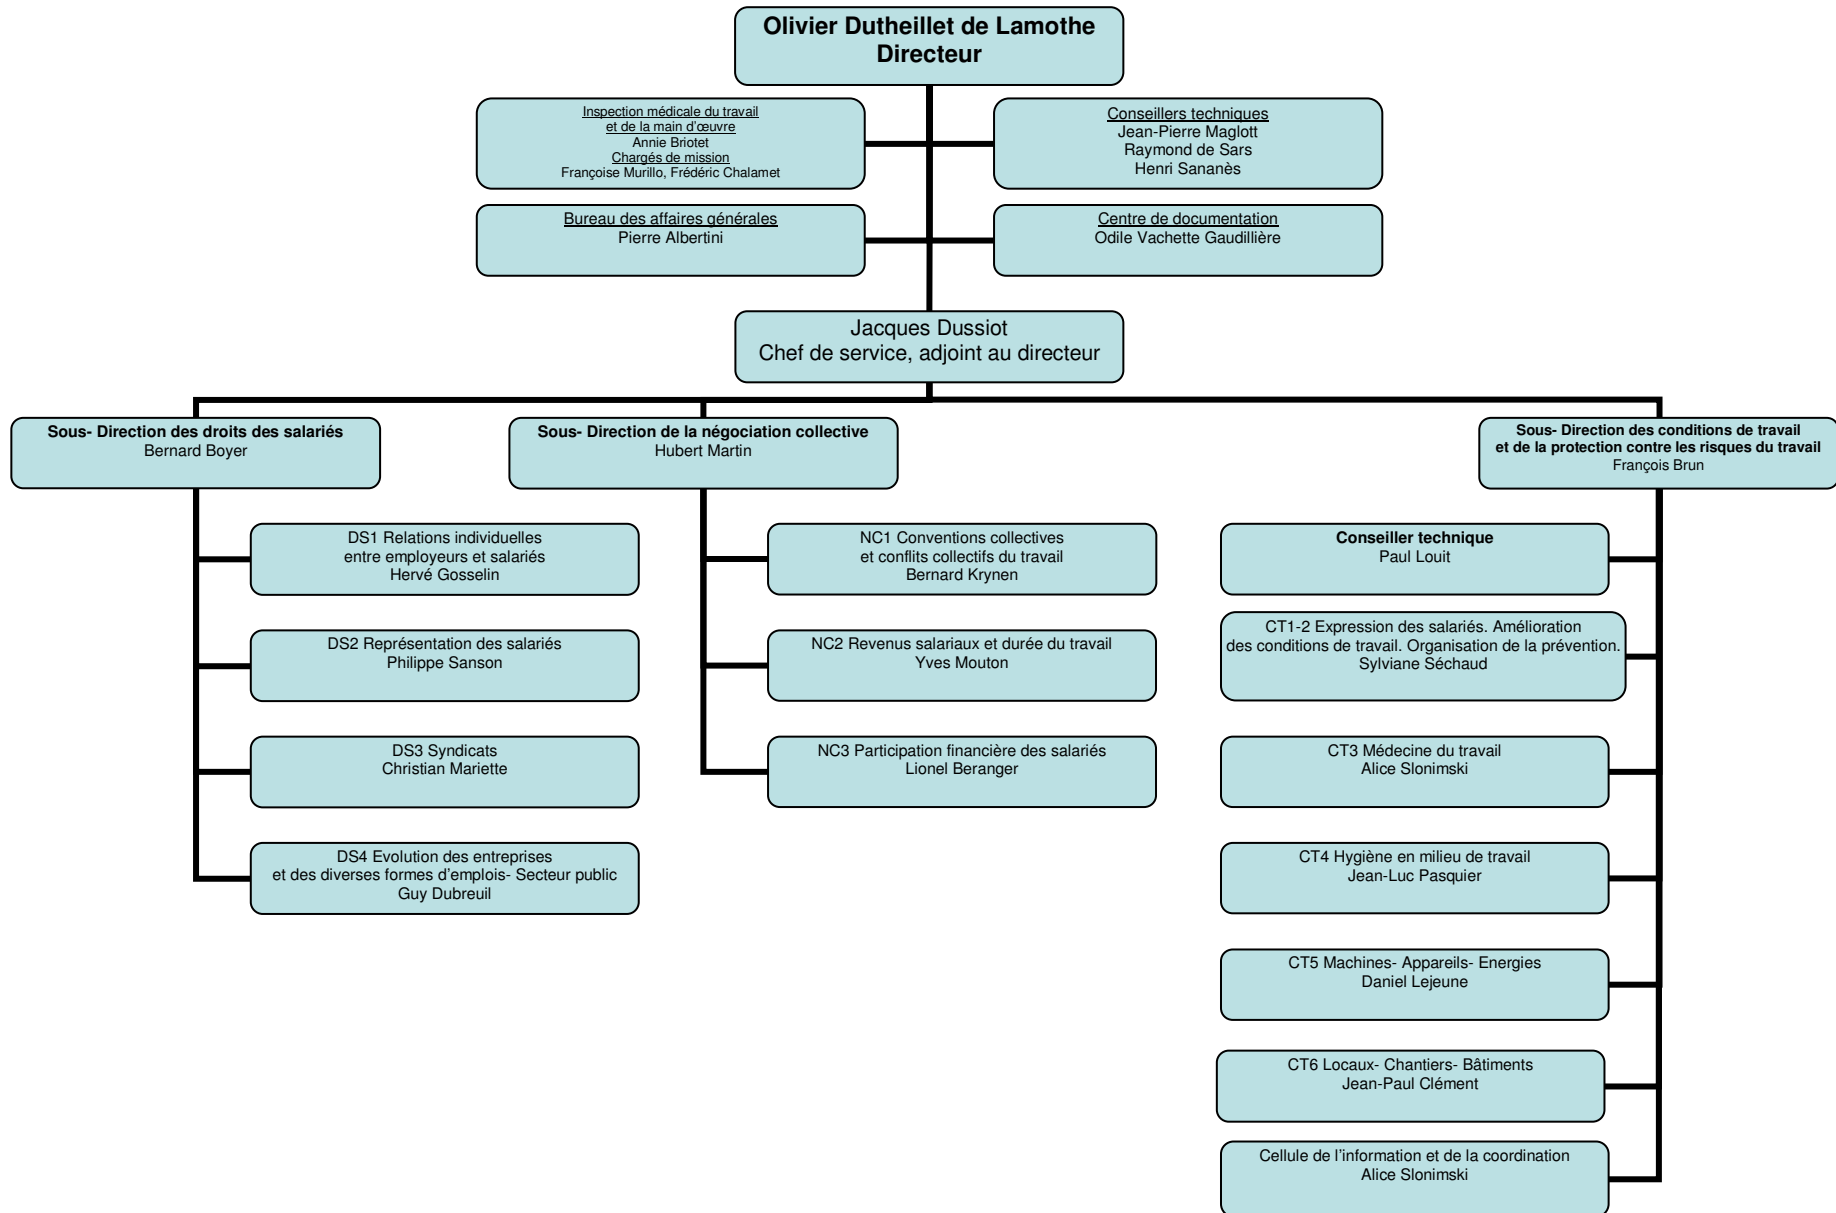 Olivier Dutheillet de Lamothe
Directeur
Inspection médicale du travail
et de la main d'œuvre
Annie Briotet
Chargés de mission
Françoise Murillo, Frédéric Chalamet
Conseillers techniques
Jean-Pierre Maglott
Raymond de Sars
Henri Sananès
Bureau des affaires générales
Pierre Albertini
Centre de documentation
Odile Vachette Gaudillière
Jacques Dussiot
Chef de service, adjoint au directeur
Sous- Direction des droits des salariés
Bernard Boyer
Sous- Direction de la négociation collective
Hubert Martin
Sous- Direction des conditions de travail
et de la protection contre les risques du travail
François Brun
DS1 Relations individuelles
entre employeurs et salariés
Hervé Gosselin
DS2 Représentation des salariés
Philippe Sanson
DS3 Syndicats
Christian Mariette
DS4 Evolution des entreprises
et des diverses formes d'emplois- Secteur public
Guy Dubreuil
NC1 Conventions collectives
et conflits collectifs du travail
Bernard Krynen
NC2 Revenus salariaux et durée du travail
Yves Mouton
NC3 Participation financière des salariés
Lionel Beranger
Conseiller technique
Paul Louit
CT1-2 Expression des salariés. Amélioration
des conditions de travail. Organisation de la prévention.
Sylviane Séchaud
CT3 Médecine du travail
Alice Slonimski
CT4 Hygiène en milieu de travail
Jean-Luc Pasquier
CT5 Machines- Appareils- Energies
Daniel Lejeune
CT6 Locaux- Chantiers- Bâtiments
Jean-Paul Clément
Cellule de l'information et de la coordination
Alice Slonimski